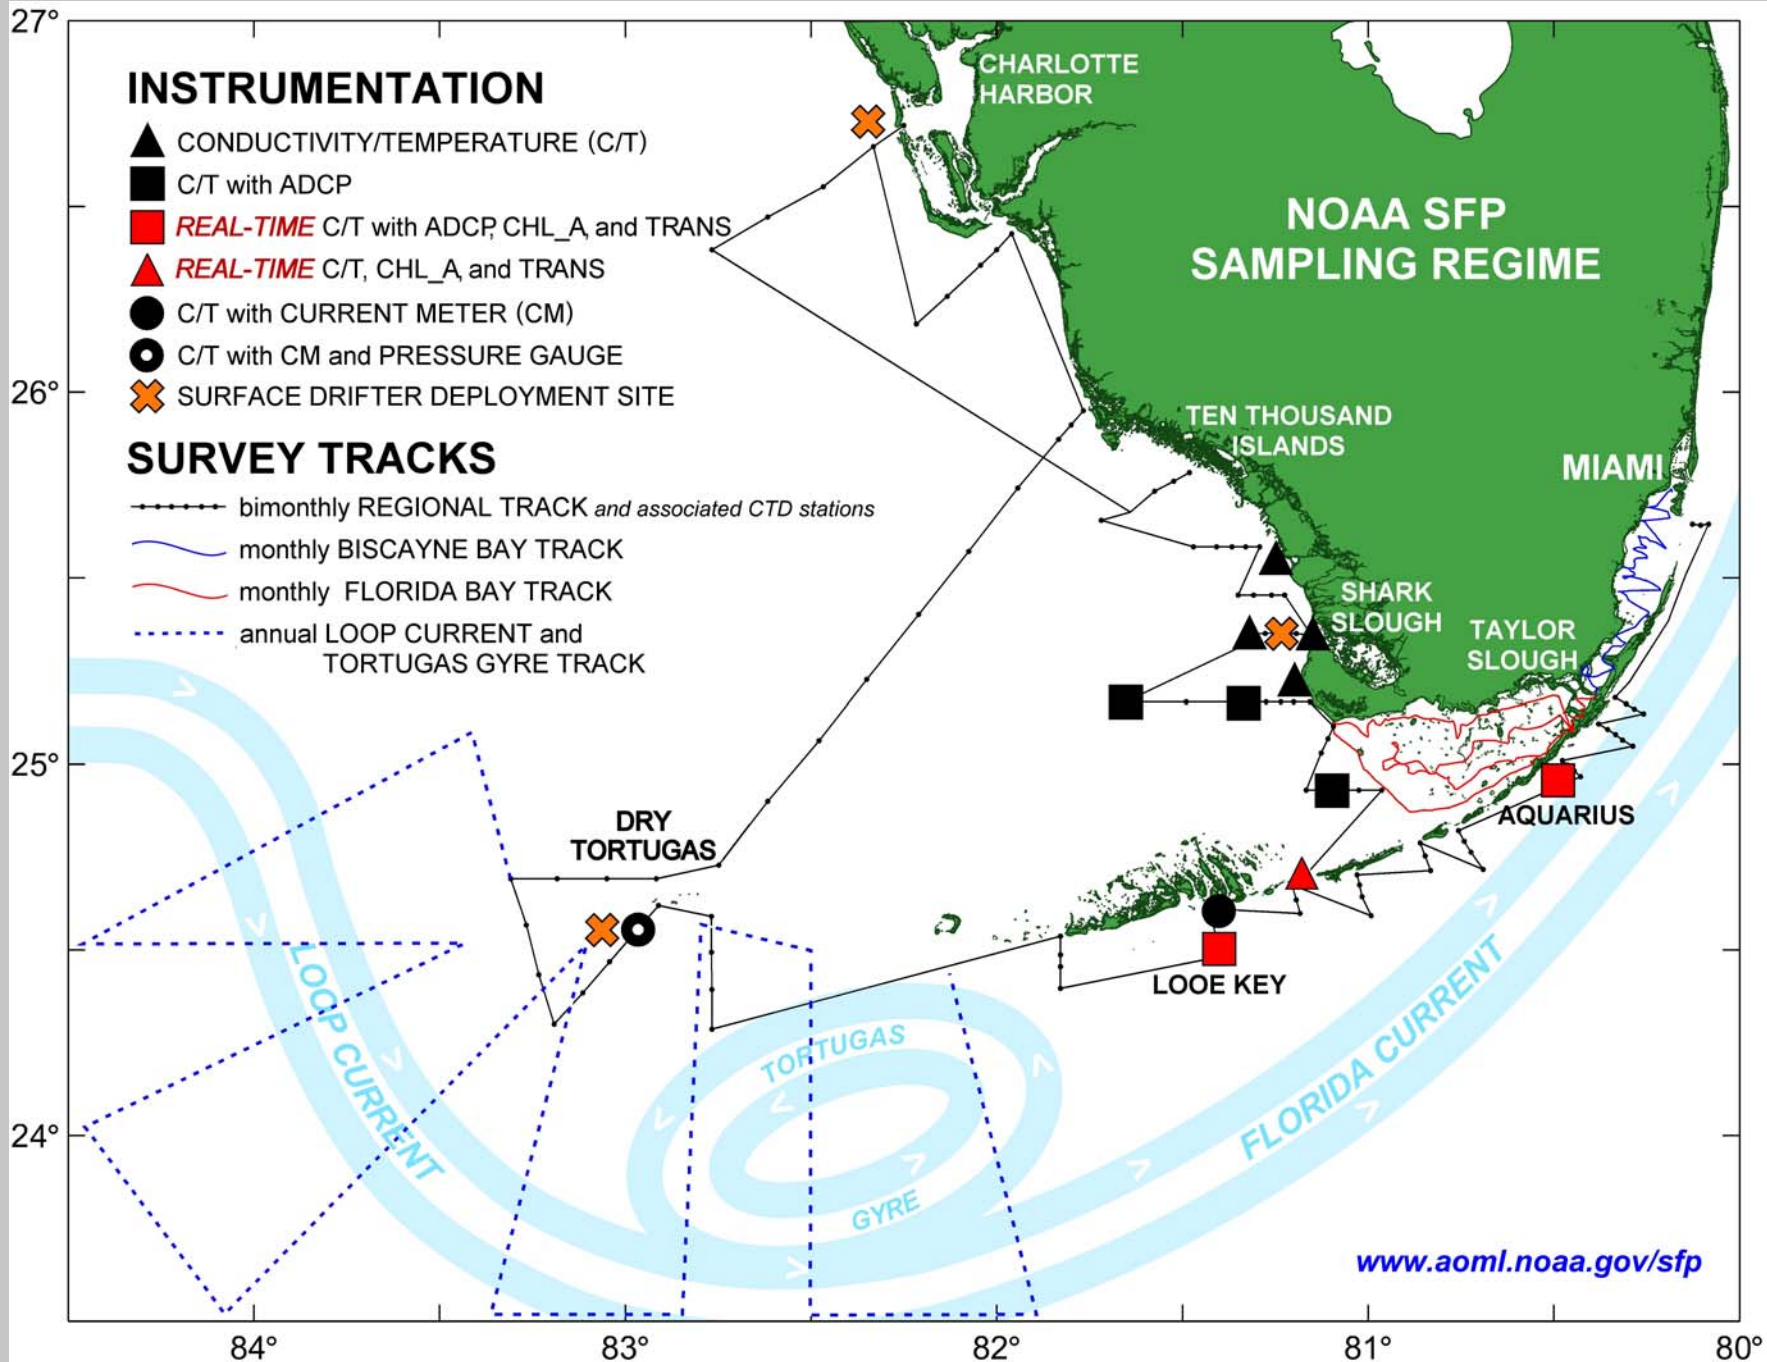 27°
INSTRUMENTATION
CONDUCTIVITY/TEMPERATURE (C/T)
C/T with ADCP
REAL-TIME C/T with ADCP, CHL_A, and TRANS
REAL-TIME C/T, CHL_A, and TRANS
C/T with CURRENT METER (CM)
C/T with CM and PRESSURE GAUGE
SURFACE DRIFTER DEPLOYMENT SITE
SURVEY TRACKS
bimonthly REGIONAL TRACK and associated CTD stations
monthly BISCAYNE BAY TRACK
monthly FLORIDA BAY TRACK
annual LOOP CURRENT and
TORTUGAS GYRE TRACK
CHARLOTTE
HARBOR
NOAA SFP
SAMPLING REGIME
26°
TEN THOUSAND
ISLANDS
MIAMI
SHARK
SLOUGH
TAYLOR
SLOUGH
25°
AQUARIUS
DRY
TORTUGAS
LOOE KEY
LOOP CURRENT
TORTUGAS
GYRE
FLORIDA CURRENT
24°
www.aoml.noaa.gov/sfp
84°
83°
82°
81°
80°